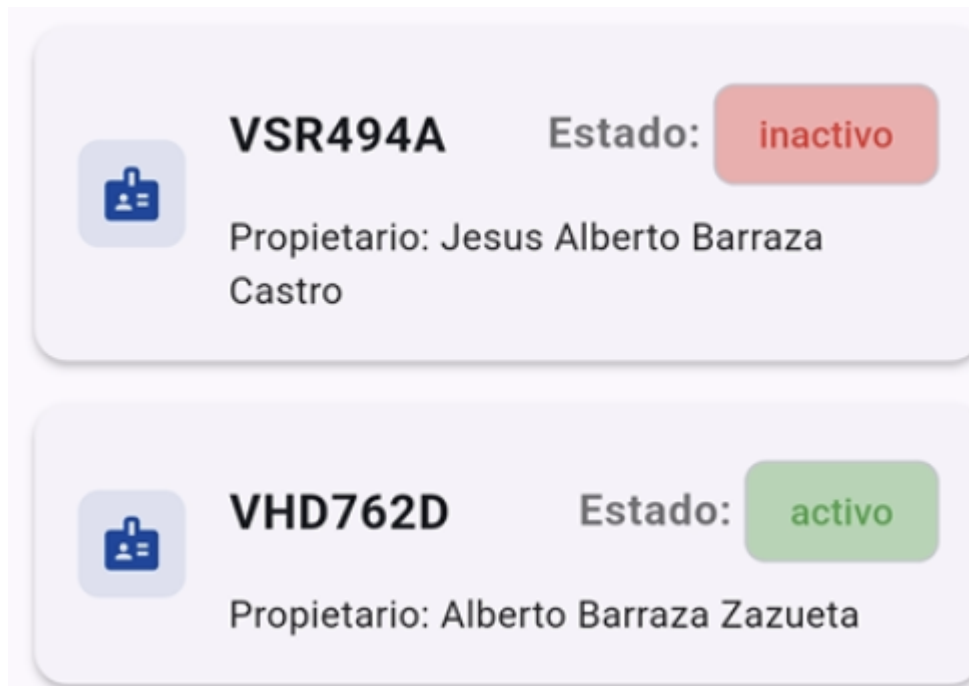 VSR494A Estado: inactivo
Propietario: Jesus Alberto Barraza
Castro
VHD762D Estado: activo
Propietario: Alberto Barraza Zazueta